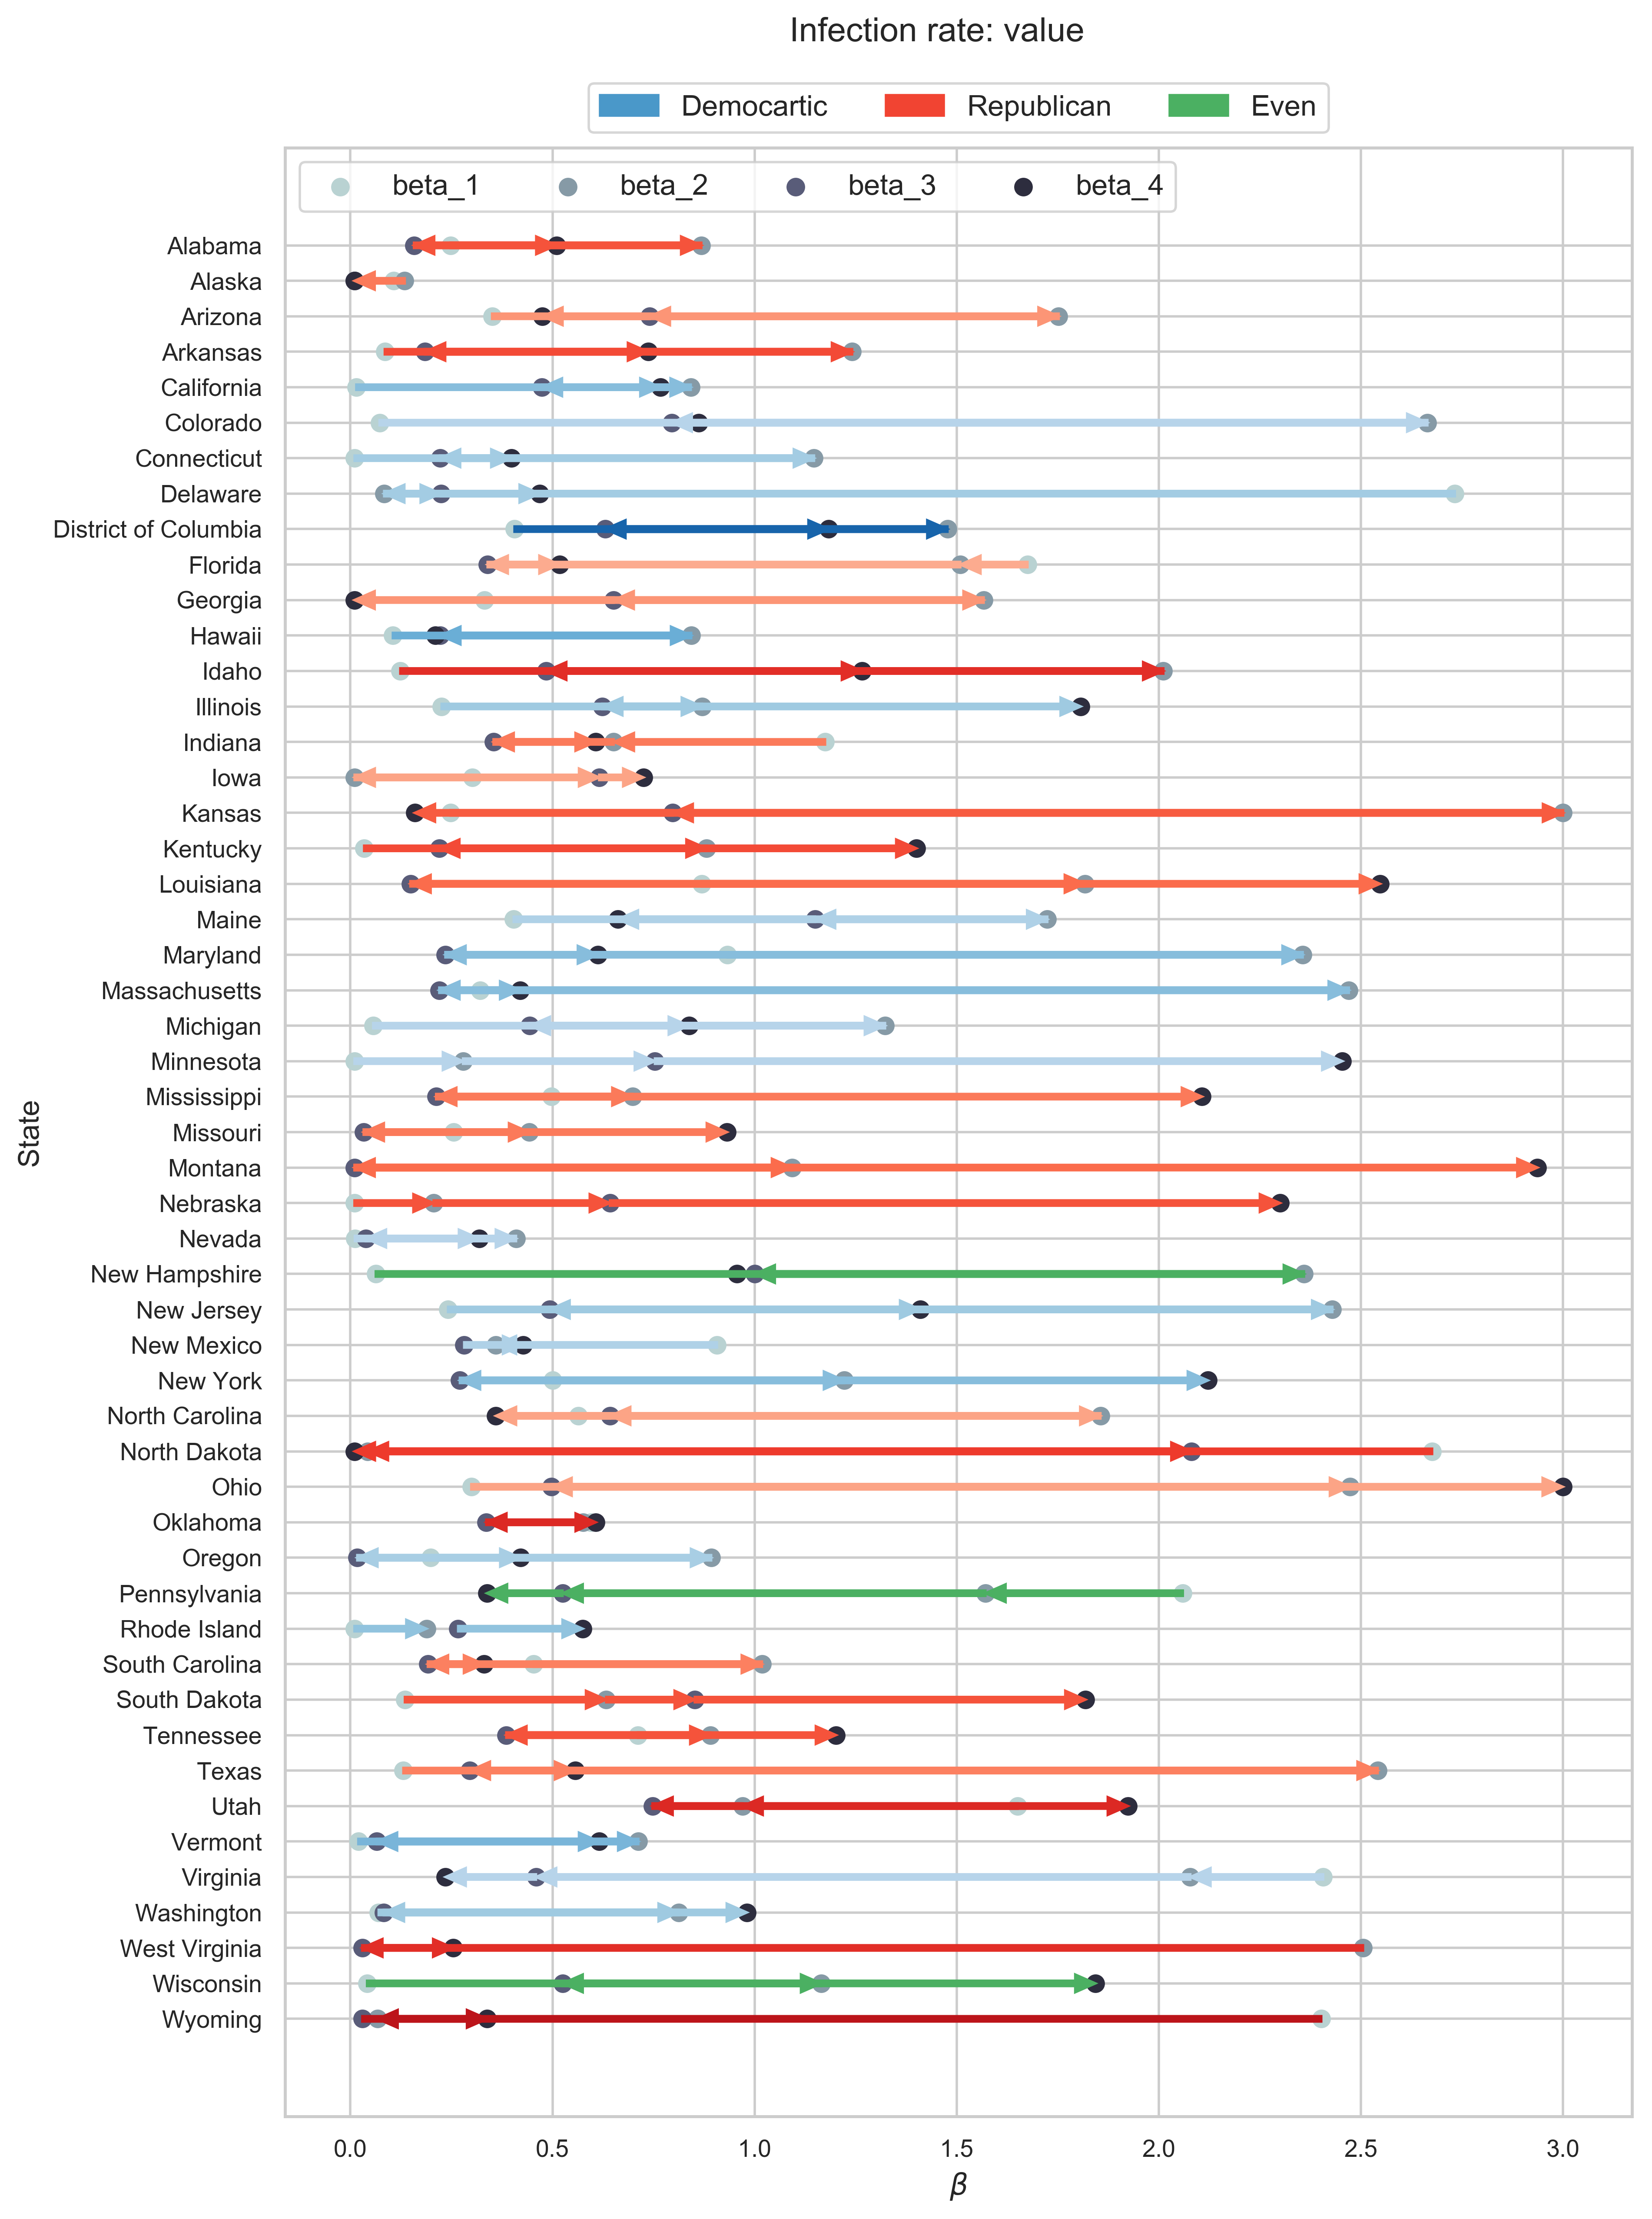 Infection rate: value
Democartic Republican Even
beta_1 beta_2 beta_3 beta_4
Alabama
Alaska
Arizona
Arkansas
California
Colorado
Connecticut
Delaware
District of Columbia
Florida
Georgia
Hawaii
Idaho
Illinois
Indiana
Iowa
Kansas
Kentucky
Louisiana
Maine
Maryland
Massachusetts
Michigan
Minnesota
Mississippi
Missouri
Montana
Nebraska
Nevada
New Hampshire
New Jersey
New Mexico
New York
North Carolina
North Dakota
Ohio
Oklahoma
Oregon
Pennsylvania
Rhode Island
South Carolina
South Dakota
Tennessee
Texas
Utah
Vermont
Virginia
Washington
West Virginia
Wisconsin
Wyoming
State
0.0 0.5 1.0 1.5 2.0 2.5 3.0
β